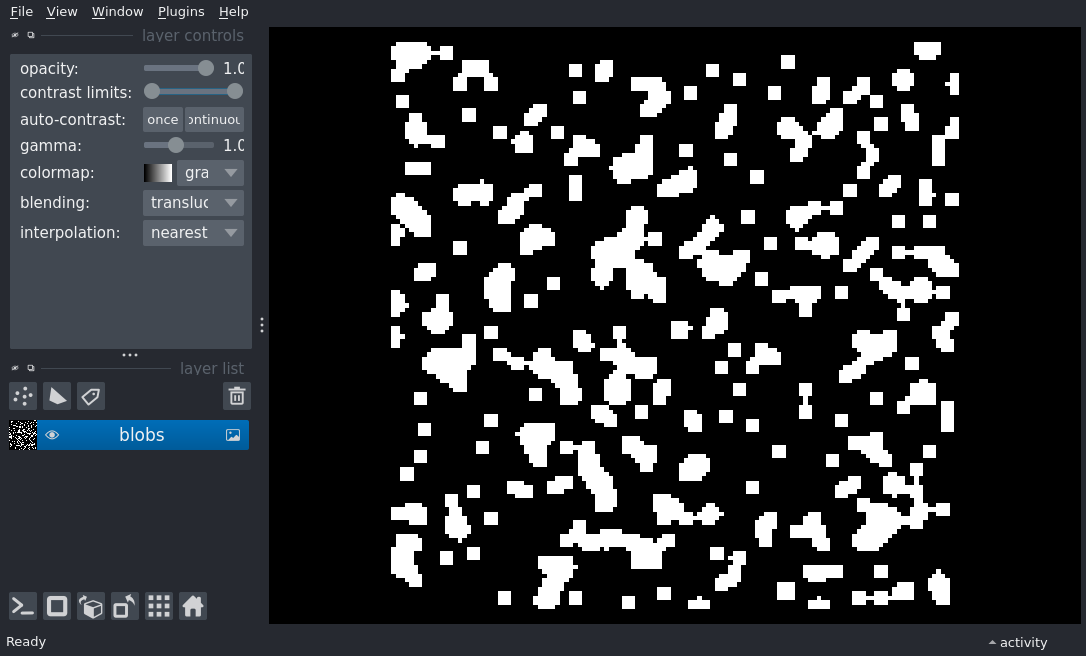 File View Window Plugins Help
layer controls
opacity: 1.0
contrast limits:
auto-contrast: once ontinuou
gamma: 1.0
colormap: gra
blending: transluc
interpolation: nearest
layer list
blobs
Ready
activity